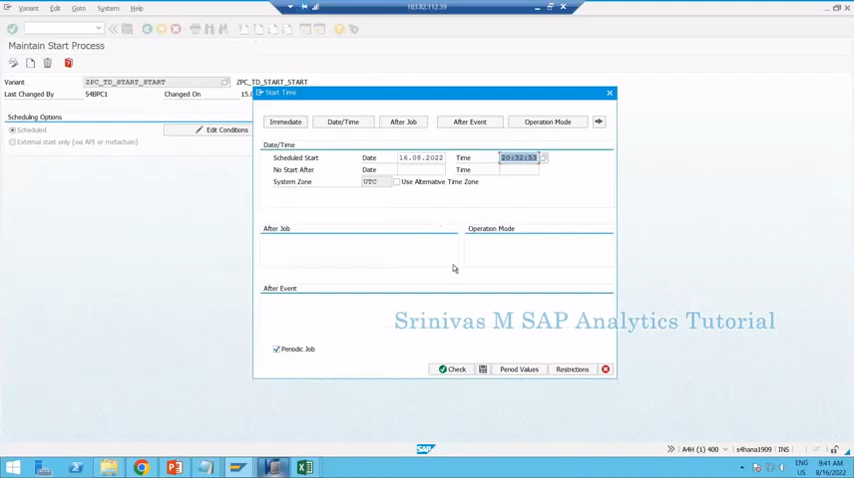 183.82.112.39
Variant Edit Goto System Help
Maintain Start Process
Variant ZPC_TD_START_START ZPC_TD_START_START
Last Changed By S4BPC1 Changed On 15.0
Scheduling Options
Scheduled Edit Conditions
External start only (via API or metachain)
Start Time
Immediate Date/Time After Job After Event Operation Mode
Date/Time
Scheduled Start Date 16.08.2022 Time 20:32:53
No Start After Date Time
System Zone UTC Use Alternative Time Zone
After Job Operation Mode
After Event
Srinivas M SAP Analytics Tutorial
Periodic Job
Check Period Values Restrictions
SAP A4H (1) 400 s4hana1909 INS
ENG 9:41 AM
US 8/16/2022